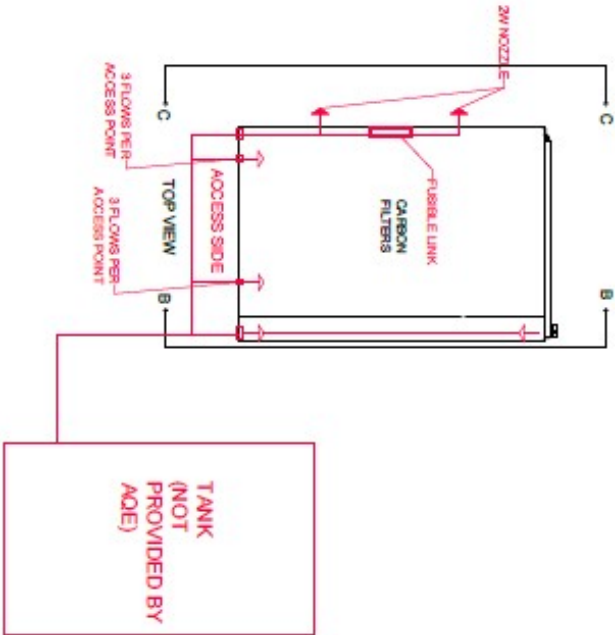 2W NOZZLE
C
C
3 FLOWS PER
ACCESS POINT
FUSIBLE LINK
CARBON
FILTERS
ACCESS SIDE
TOP VIEW
3 FLOWS PER
ACCESS POINT
B
B
TANK
(NOT
PROVIDED BY
AQE)